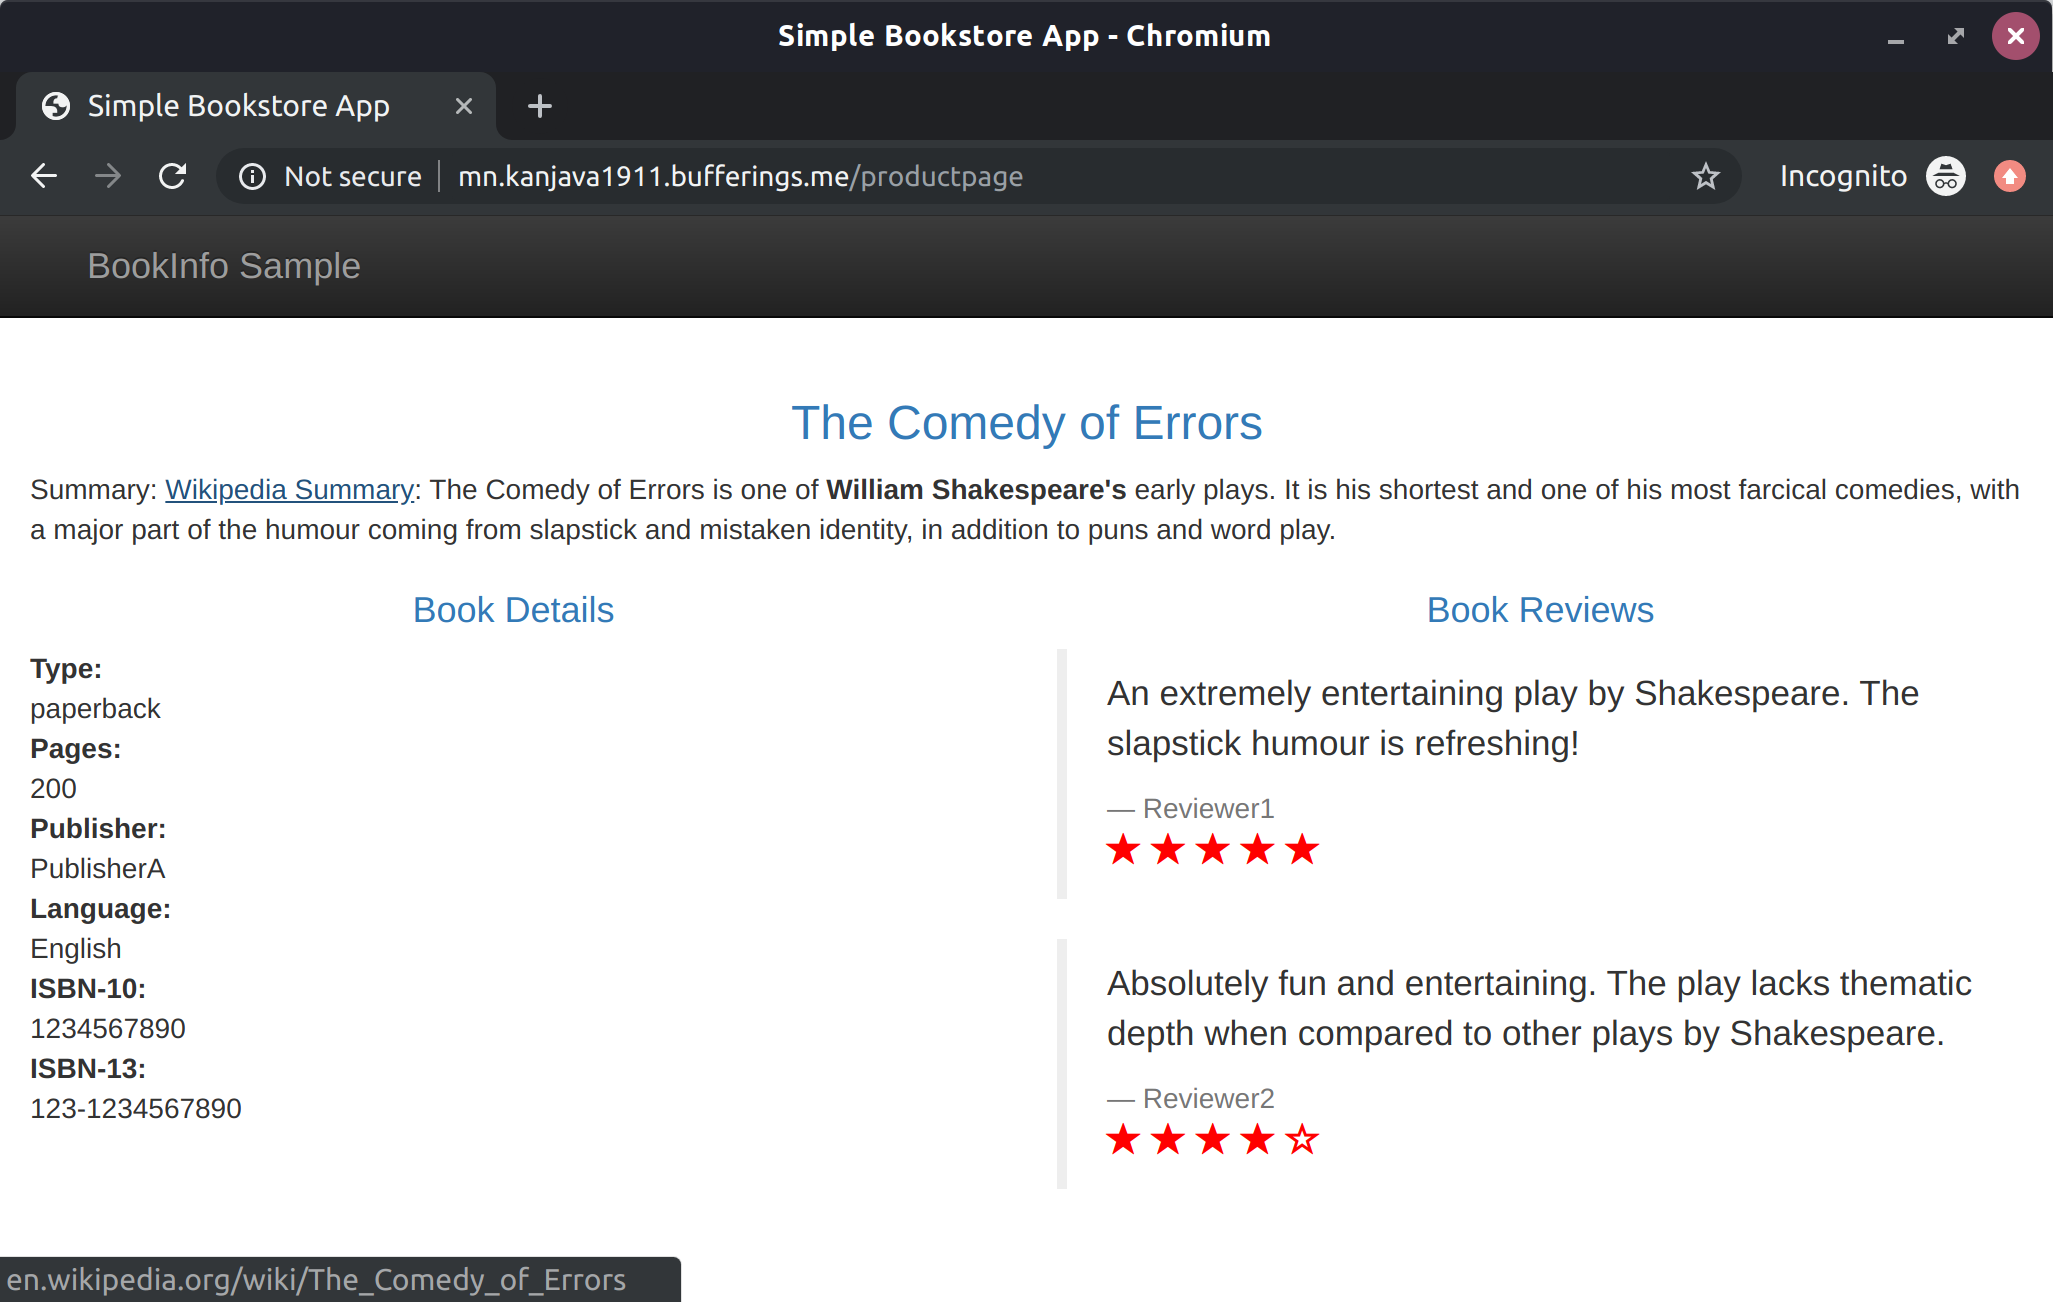 Simple Bookstore App - Chromium
Simple Bookstore App
Not secure
mn.kanjava1911.bufferings.me/productpage
Incognito
BookInfo Sample
The Comedy of Errors
Summary: Wikipedia Summary: The Comedy of Errors is one of William Shakespeare's early plays. It is his shortest and one of his most farcical comedies, with
a major part of the humour coming from slapstick and mistaken identity, in addition to puns and word play.
Book Details
Type:
paperback
Pages:
200
Publisher:
PublisherA
Language:
English
ISBN-10:
1234567890
ISBN-13:
123-1234567890
Book Reviews
An extremely entertaining play by Shakespeare. The
slapstick humour is refreshing!
— Reviewer1
Absolutely fun and entertaining. The play lacks thematic
depth when compared to other plays by Shakespeare.
— Reviewer2
en.wikipedia.org/wiki/The_Comedy_of_Errors